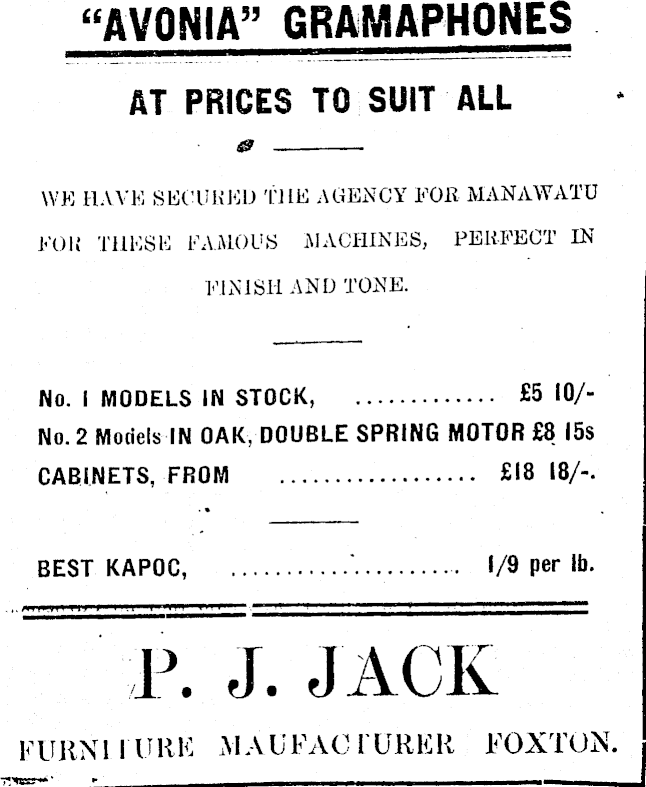 “AVONIA” GRAMAPHONES
AT PRICES TO SUIT ALL
WE HAVE SECURED THE AGENCY FOR MANAWATU
FOR THESE FAMOUS MACHINES, PERFECT IN
FINISH AND TONE.
No. 1 MODELS IN STOCK, ............. £5 10/-
No. 2 Models IN OAK, DOUBLE SPRING MOTOR £8 15s
CABINETS, FROM .................. £18 18/-.
BEST KAPOC, ..................... 1/9 per lb.
P. J. JACK
FURNITURE MAUFACTURER FOXTON.